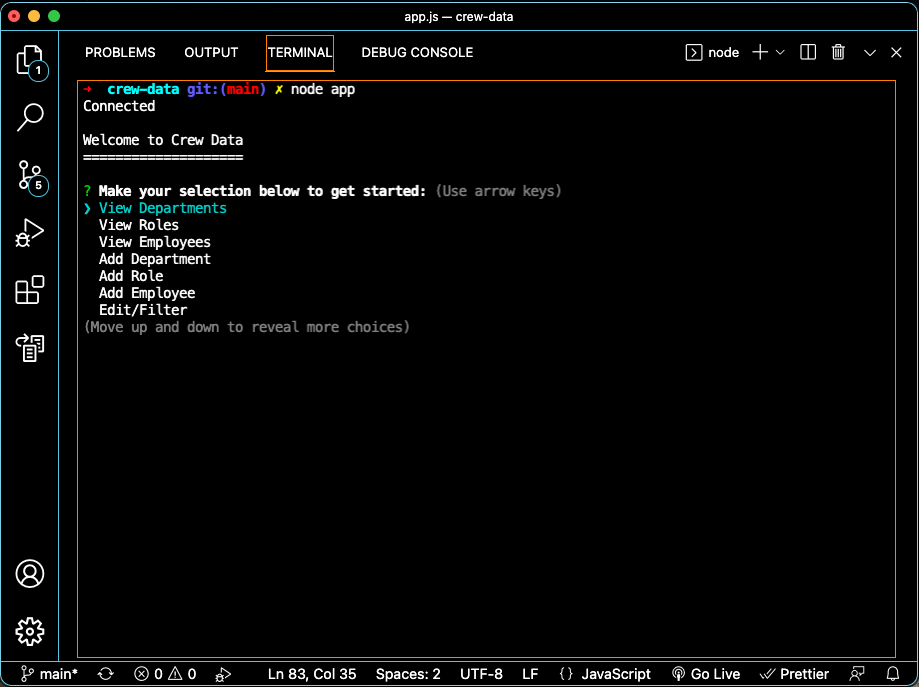 app.js — crew-data
PROBLEMS OUTPUT TERMINAL DEBUG CONSOLE node
1
5
➜ crew-data git:(main) ✗ node app
Connected
Welcome to Crew Data
====================
? Make your selection below to get started: (Use arrow keys)
❯ View Departments
View Roles
View Employees
Add Department
Add Role
Add Employee
Edit/Filter
(Move up and down to reveal more choices)
main* 0 0 Ln 83, Col 35 Spaces: 2 UTF-8 LF {} JavaScript Go Live Prettier